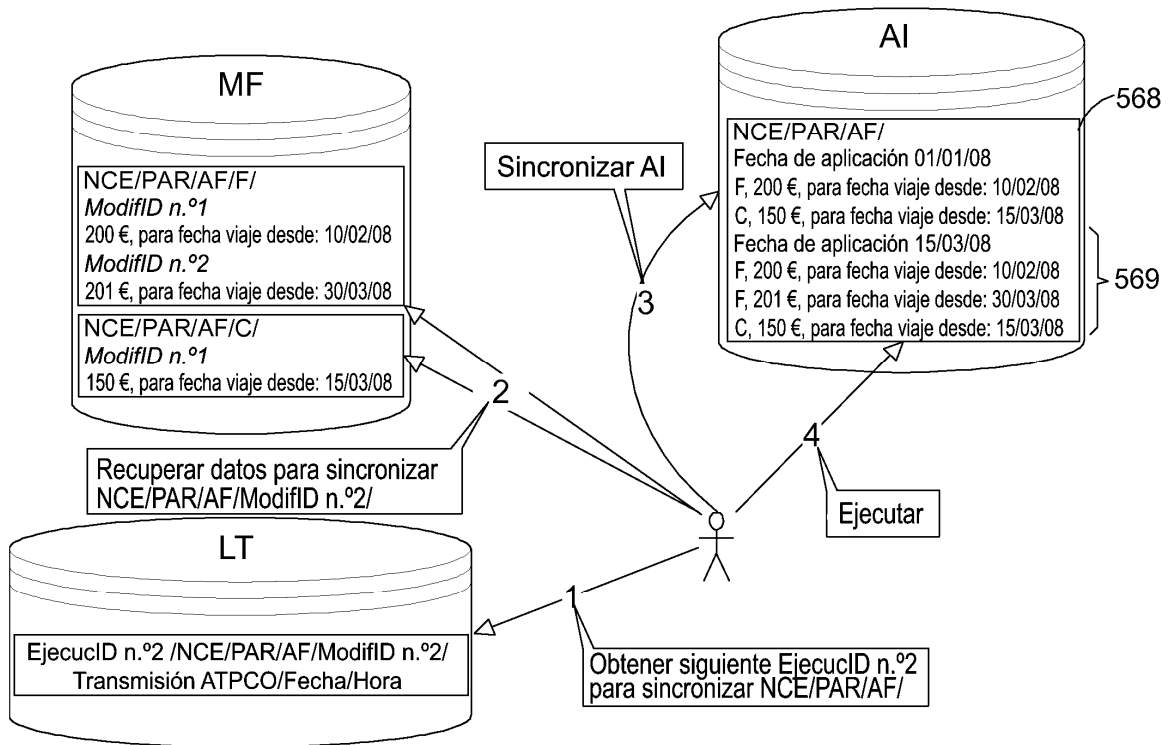 MF
NCE/PAR/AF/F/
ModifID n.º1
200 €, para fecha viaje desde: 10/02/08
ModifID n.º2
201 €, para fecha viaje desde: 30/03/08
NCE/PAR/AF/C/
ModifID n.º1
150 €, para fecha viaje desde: 15/03/08
AI
568
NCE/PAR/AF/
Fecha de aplicación 01/01/08
F, 200 €, para fecha viaje desde: 10/02/08
C, 150 €, para fecha viaje desde: 15/03/08
Fecha de aplicación 15/03/08
F, 200 €, para fecha viaje desde: 10/02/08
F, 201 €, para fecha viaje desde: 30/03/08
C, 150 €, para fecha viaje desde: 15/03/08
569
Sincronizar AI
3
2
Recuperar datos para sincronizar
NCE/PAR/AF/ModifID n.º2/
4
Ejecutar
LT
EjecucID n.º2 /NCE/PAR/AF/ModifID n.º2/
Transmisión ATPCO/Fecha/Hora
1
Obtener siguiente EjecucID n.º2
para sincronizar NCE/PAR/AF/